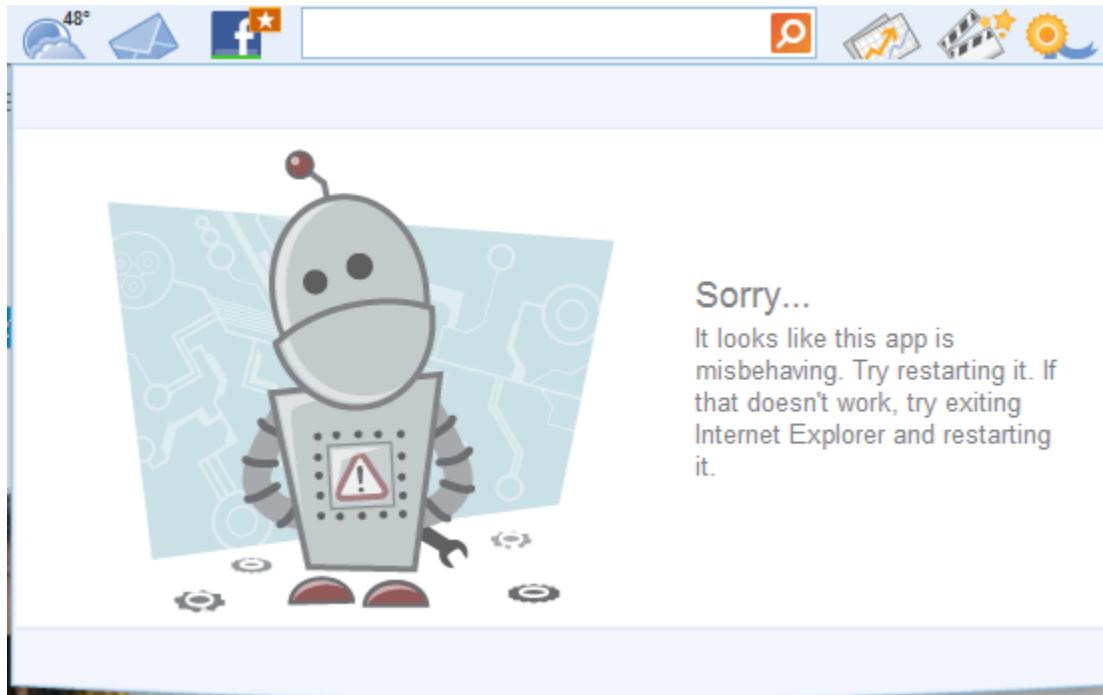 48°
f
Sorry...
It looks like this app is
misbehaving. Try restarting it. If
that doesn't work, try exiting
Internet Explorer and restarting
it.